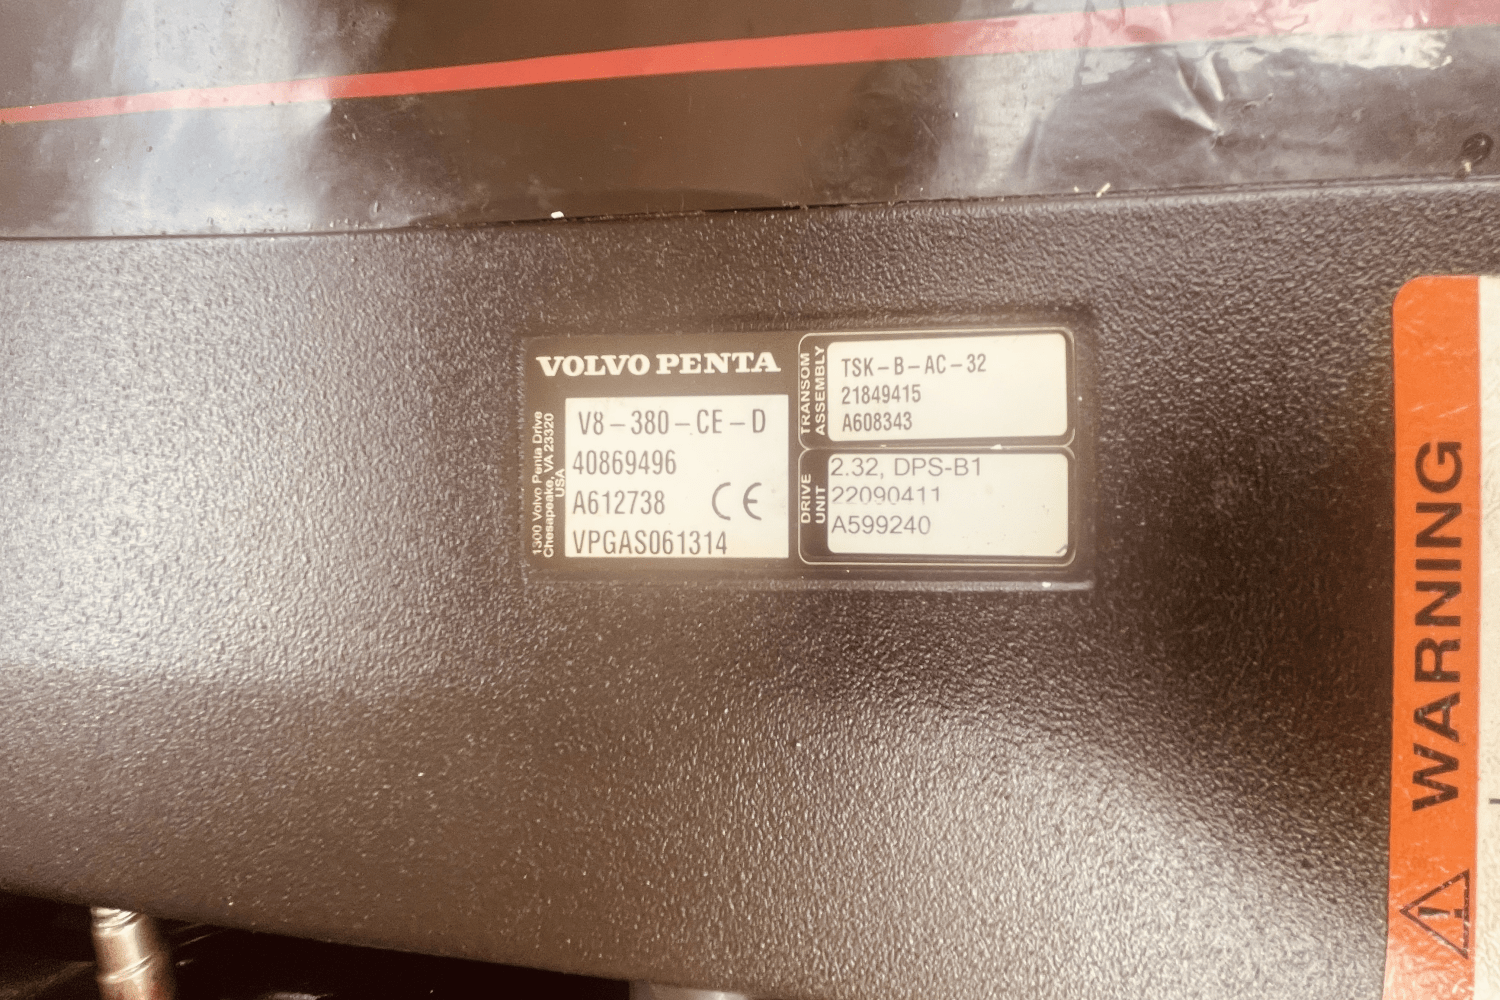 VOLVO PENTA
1300 Volvo Penta Drive
Chesapeake, VA 23320
USA
V8-380-CE-D
40869496
A612738 CE
VPGAS061314
TRANSOM
ASSEMBLY
TSK-B-AC-32
21849415
A608343
DRIVE
UNIT
2.32, DPS-B1
22090411
A599240
WARNING